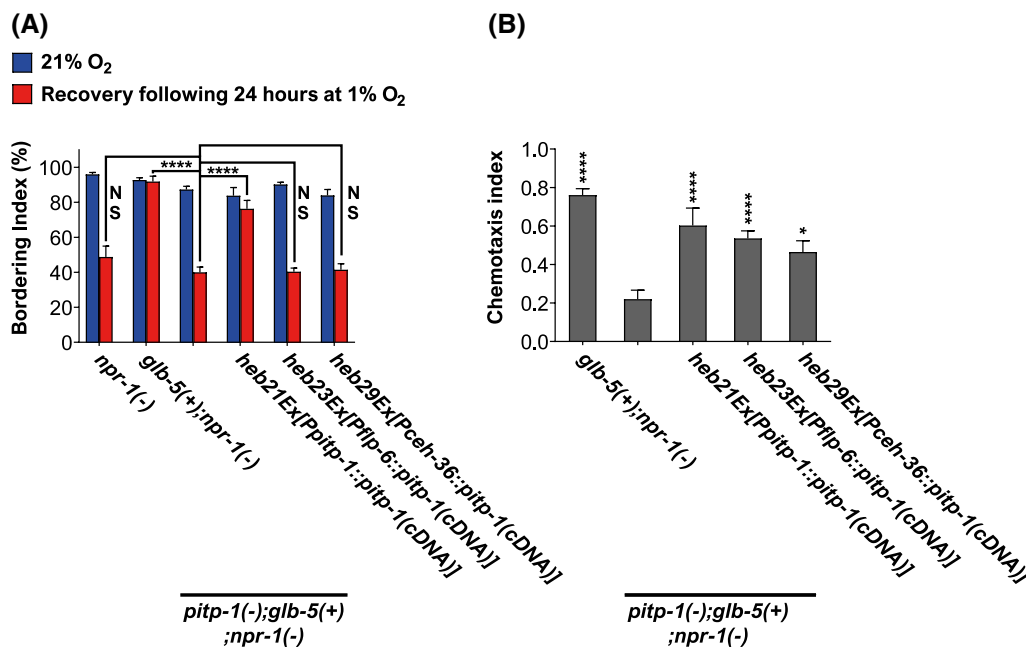 (A)
21% O2
Recovery following 24 hours at 1% O2
Bordering Index (%)
100
80
60
40
20
0
NS
****
****
NS
NS
npr-1(-)
glb-5(+);npr-1(-)
heb21Ex[Ppitp-1::pitp-1(cDNA)]
heb23Ex[Pflp-6::pitp-1(cDNA)]
heb29Ex[Pceh-36::pitp-1(cDNA)]
pitp-1(-);glb-5(+)
;npr-1(-)
(B)
Chemotaxis index
1.0
0.8
0.6
0.4
0.2
0.0
****
****
****
*
glb-5(+);npr-1(-)
heb21Ex[Ppitp-1::pitp-1(cDNA)]
heb23Ex[Pflp-6::pitp-1(cDNA)]
heb29Ex[Pceh-36::pitp-1(cDNA)]
pitp-1(-);glb-5(+)
;npr-1(-)